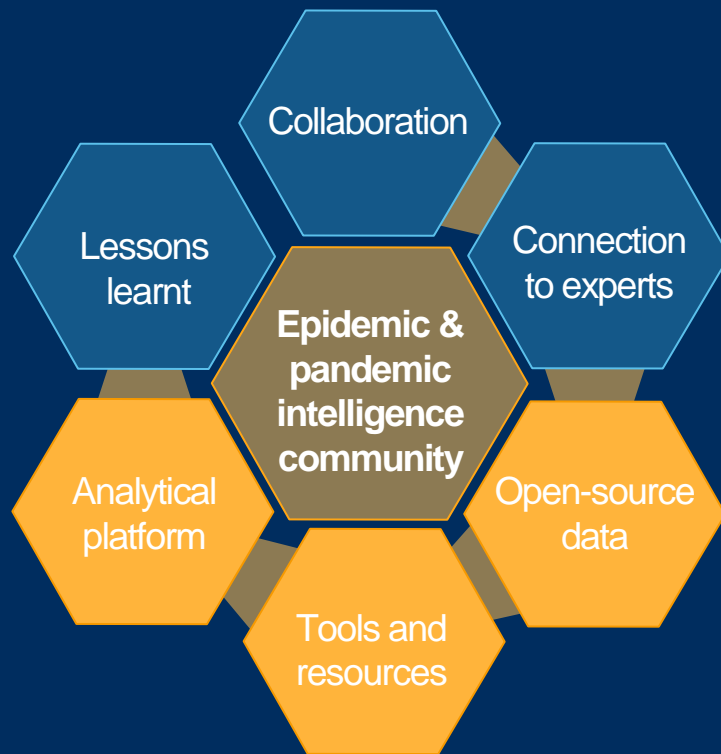 Collaboration
Lessons
learnt
Connection
to experts
Epidemic &
pandemic
intelligence
community
Analytical
platform
Open-source
data
Tools and
resources